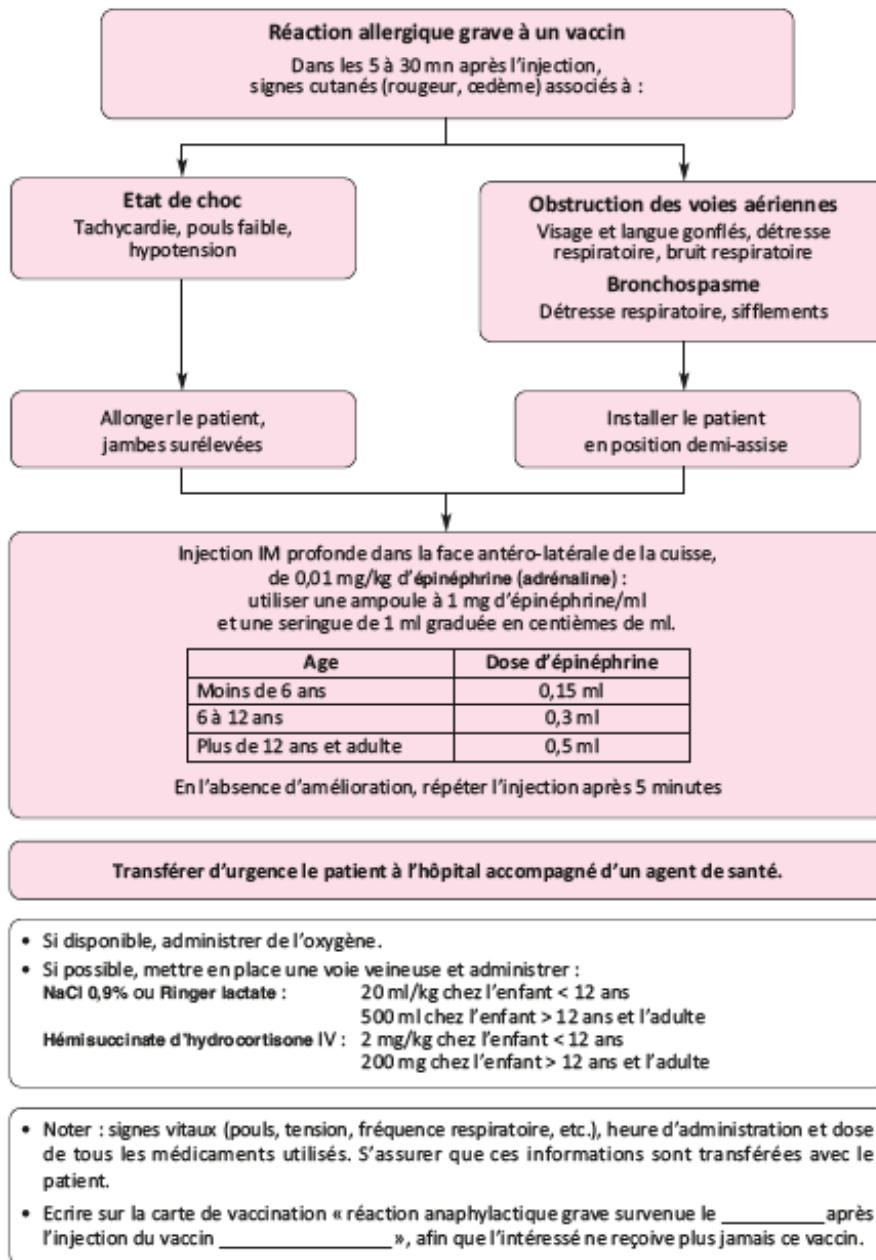 Réaction allergique grave à un vaccin
Dans les 5 à 30 mn après l'injection,
signes cutanés (rougeur, œdème) associés à :
Etat de choc
Tachycardie, pouls faible,
hypotension
Obstruction des voies aériennes
Visage et langue gonflés, détresse
respiratoire, bruit respiratoire
Bronchospasme
Détresse respiratoire, sifflements
Allonger le patient,
jambes surélevées
Installer le patient
en position demi-assise
Injection IM profonde dans la face antéro-latérale de la cuisse,
de 0,01 mg/kg d'épinéphrine (adrénaline) :
utiliser une ampoule à 1 mg d'épinéphrine/ml
et une seringue de 1 ml graduée en centièmes de ml.
Age Dose d'épinéphrine
Moins de 6 ans 0,15 ml
6 à 12 ans 0,3 ml
Plus de 12 ans et adulte 0,5 ml
En l'absence d'amélioration, répéter l'injection après 5 minutes
Transférer d'urgence le patient à l'hôpital accompagné d'un agent de santé.
• Si disponible, administrer de l'oxygène.
• Si possible, mettre en place une voie veineuse et administrer :
NaCl 0,9% ou Ringer lactate : 20 ml/kg chez l'enfant < 12 ans
500 ml chez l'enfant > 12 ans et l'adulte
Hémisuccinate d'hydrocortisone IV : 2 mg/kg chez l'enfant < 12 ans
200 mg chez l'enfant > 12 ans et l'adulte
• Noter : signes vitaux (pouls, tension, fréquence respiratoire, etc.), heure d'administration et dose
de tous les médicaments utilisés. S'assurer que ces informations sont transférées avec le
patient.
• Ecrire sur la carte de vaccination « réaction anaphylactique grave survenue le _________ après
l'injection du vaccin _______________ », afin que l'intéressé ne reçoive plus jamais ce vaccin.